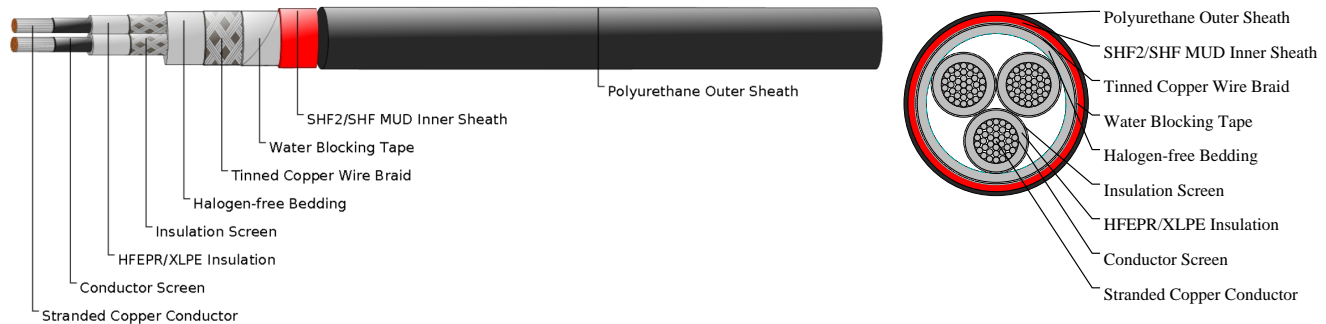 Polyurethane Outer Sheath
SHF2/SHF MUD Inner Sheath
Water Blocking Tape
Tinned Copper Wire Braid
Halogen-free Bedding
Insulation Screen
HFEPR/XLPE Insulation
Conductor Screen
Stranded Copper Conductor
Polyurethane Outer Sheath
SHF2/SHF MUD Inner Sheath
Tinned Copper Wire Braid
Water Blocking Tape
Halogen-free Bedding
Insulation Screen
HFEPR/XLPE Insulation
Conductor Screen
Stranded Copper Conductor